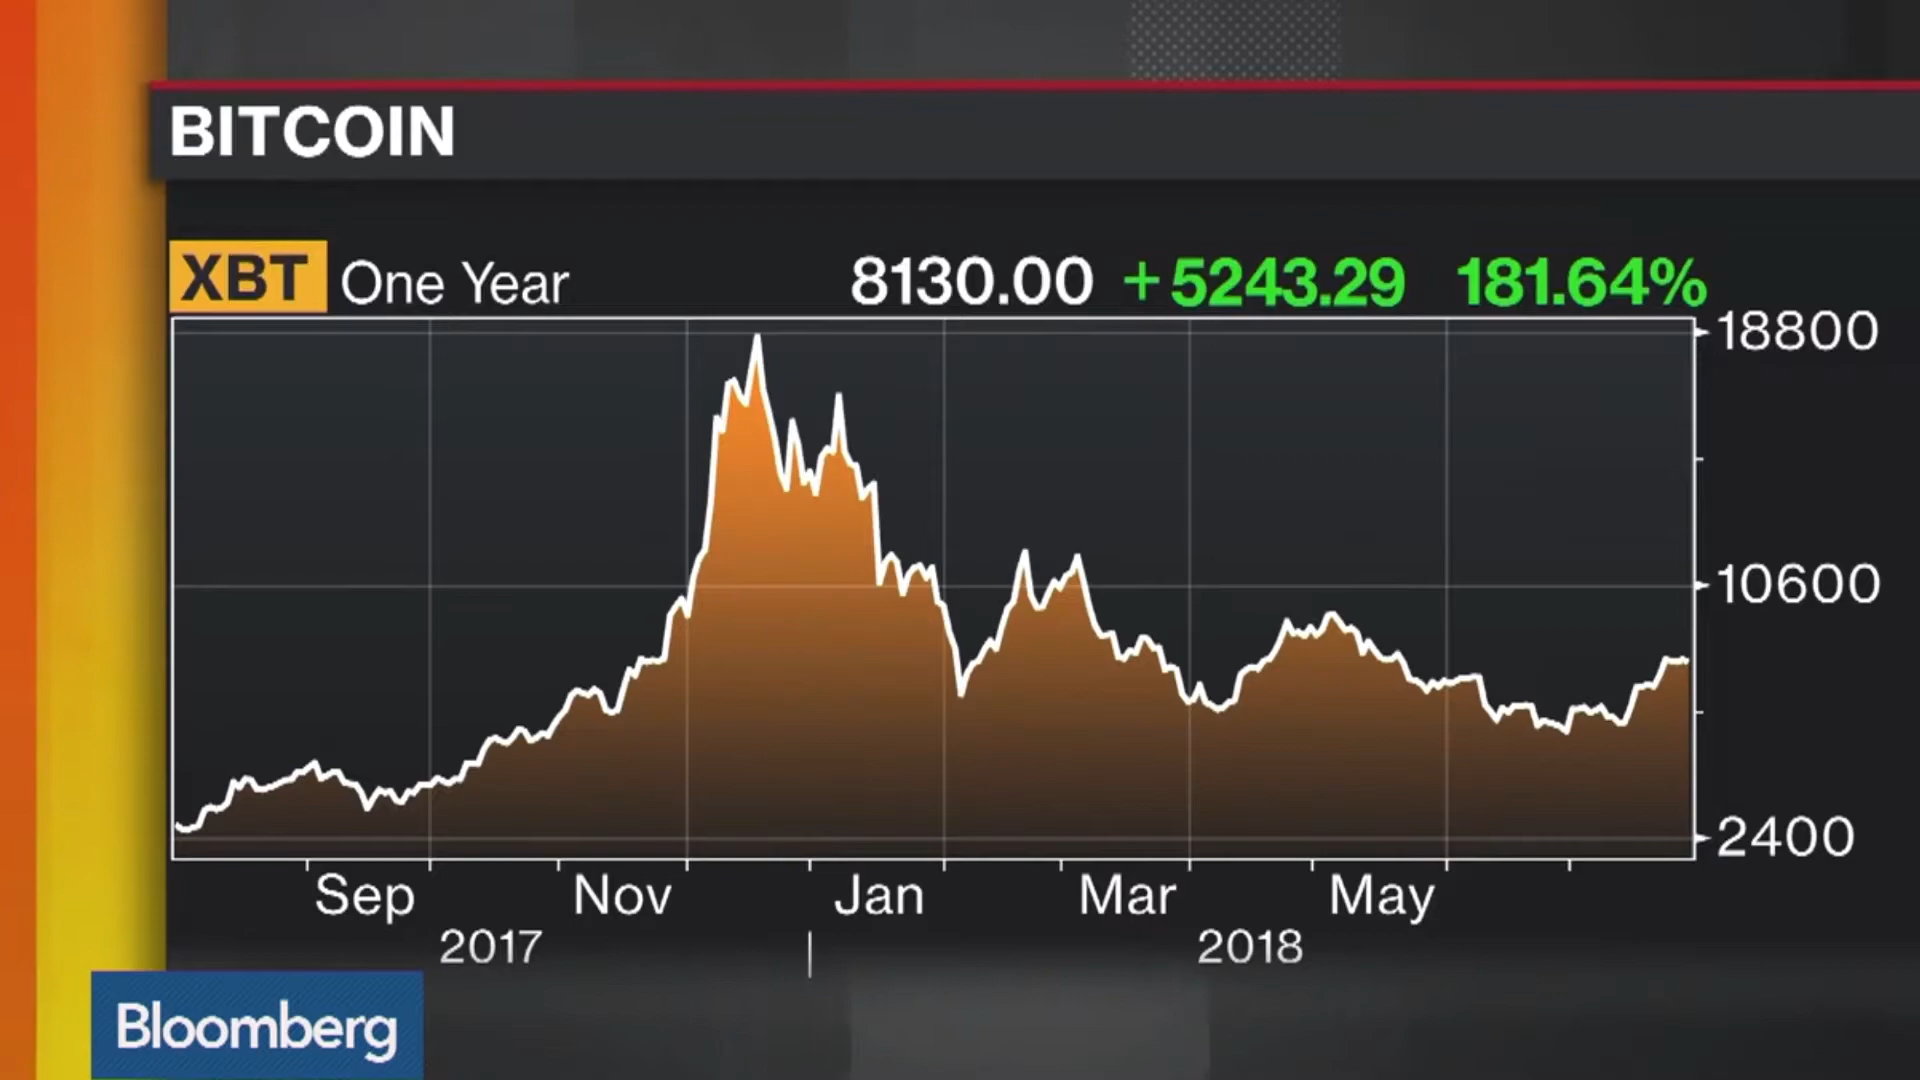 BITCOIN
XBT One Year 8130.00 +5243.29 181.64%
18800
10600
2400
Sep Nov Jan Mar May
2017 2018
Bloomberg